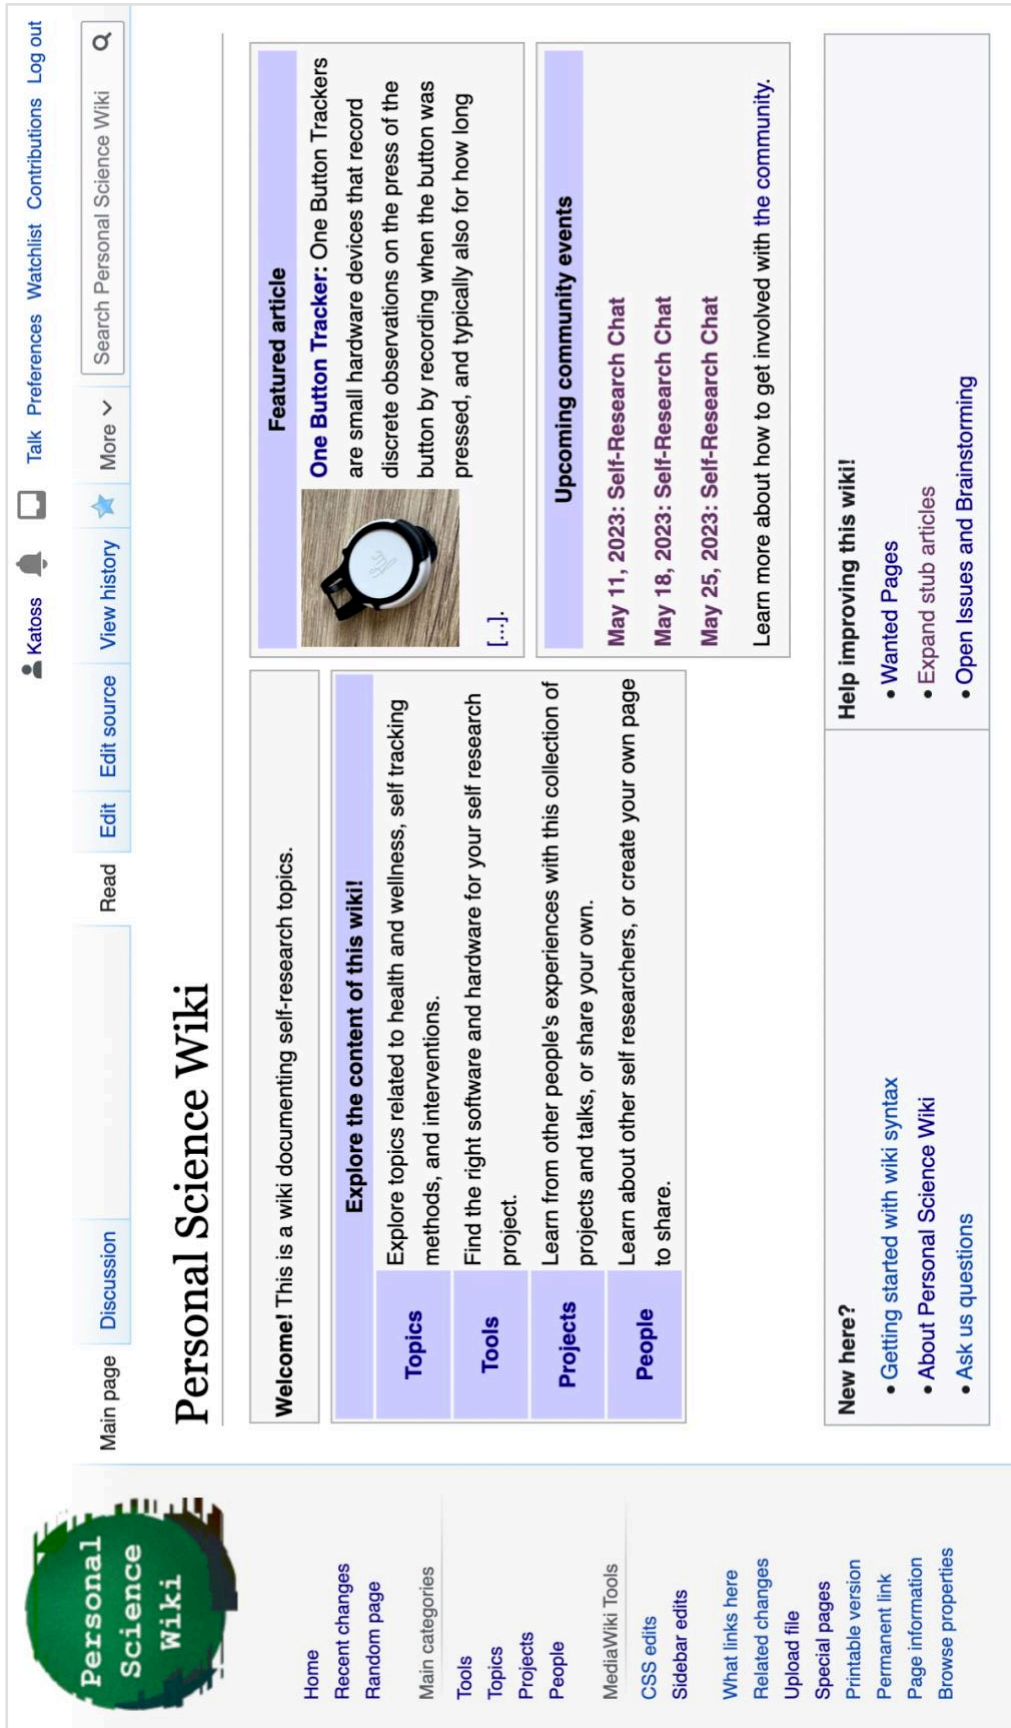 Personal
Science
Wiki
Katoss Talk Preferences Watchlist Contributions Log out
Main page Discussion Read Edit Edit source View history More Search Personal Science Wiki
Personal Science Wiki
Home
Recent changes
Random page
Main categories
Tools
Topics
Projects
People
MediaWiki Tools
CSS edits
Sidebar edits
What links here
Related changes
Upload file
Special pages
Printable version
Permanent link
Page information
Browse properties
Welcome! This is a wiki documenting self-research topics.
Explore the content of this wiki!
Topics
Explore topics related to health and wellness, self tracking
methods, and interventions.
Tools
Find the right software and hardware for your self research
project.
Projects
Learn from other people's experiences with this collection of
projects and talks, or share your own.
People
Learn about other self researchers, or create your own page
to share.
Featured article
One Button Tracker: One Button Trackers
are small hardware devices that record
discrete observations on the press of the
button by recording when the button was
pressed, and typically also for how long
[...].
Upcoming community events
May 11, 2023: Self-Research Chat
May 18, 2023: Self-Research Chat
May 25, 2023: Self-Research Chat
Learn more about how to get involved with the community.
New here?
• Getting started with wiki syntax
• About Personal Science Wiki
• Ask us questions
Help improving this wiki!
• Wanted Pages
• Expand stub articles
• Open Issues and Brainstorming